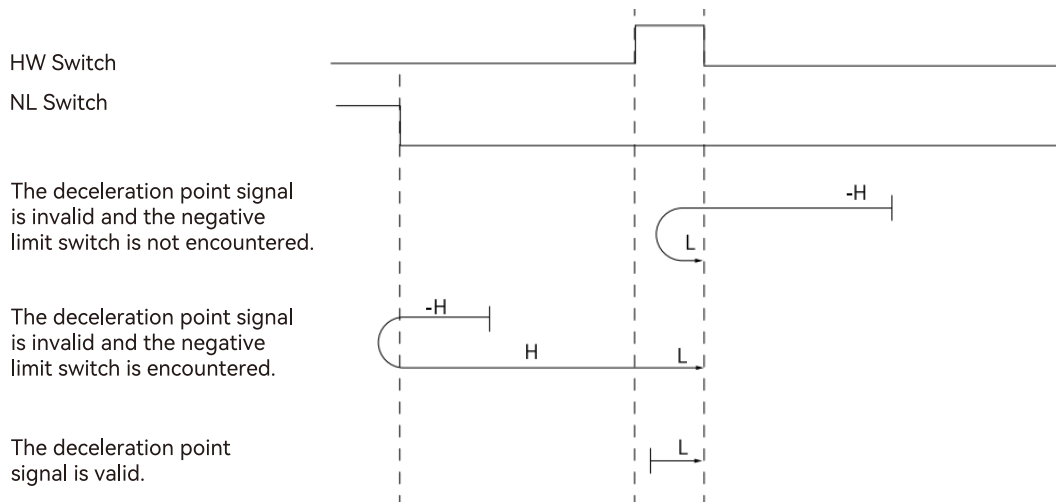 HW Switch
NL Switch
The deceleration point signal
is invalid and the negative
limit switch is not encountered.
-H
L
The deceleration point signal
is invalid and the negative
limit switch is encountered.
-H
H
L
The deceleration point
signal is valid.
L